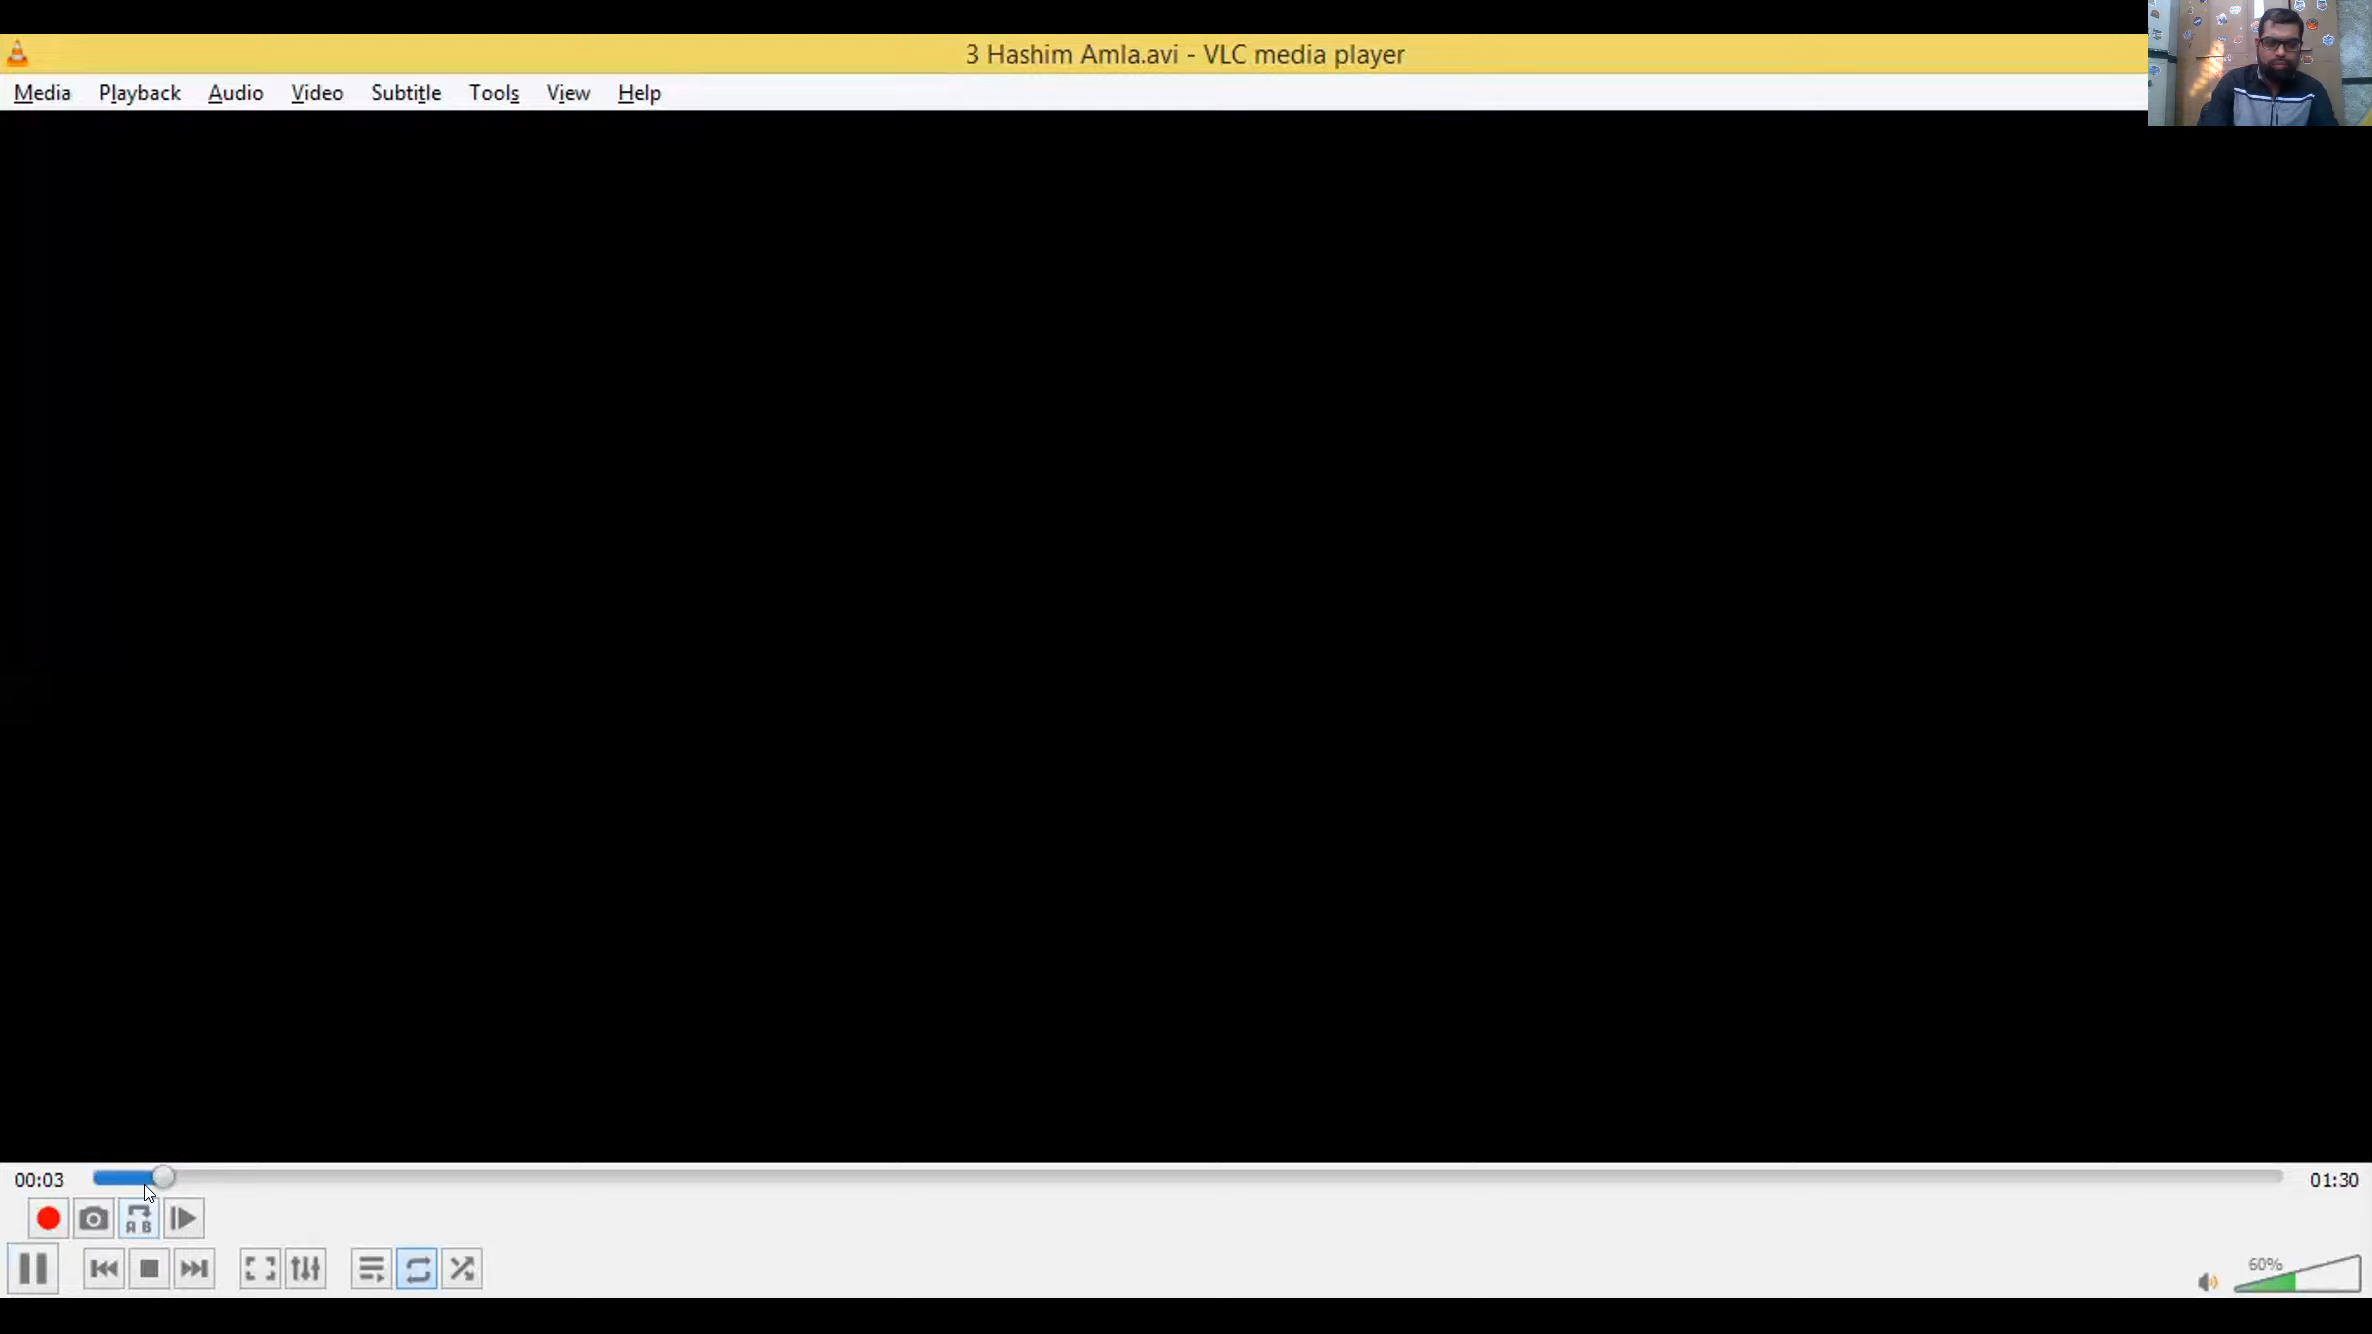 3 Hashim Amla.avi - VLC media player
Media Playback Audio Video Subtitle Tools View Help
00:03 01:30
A B
60%